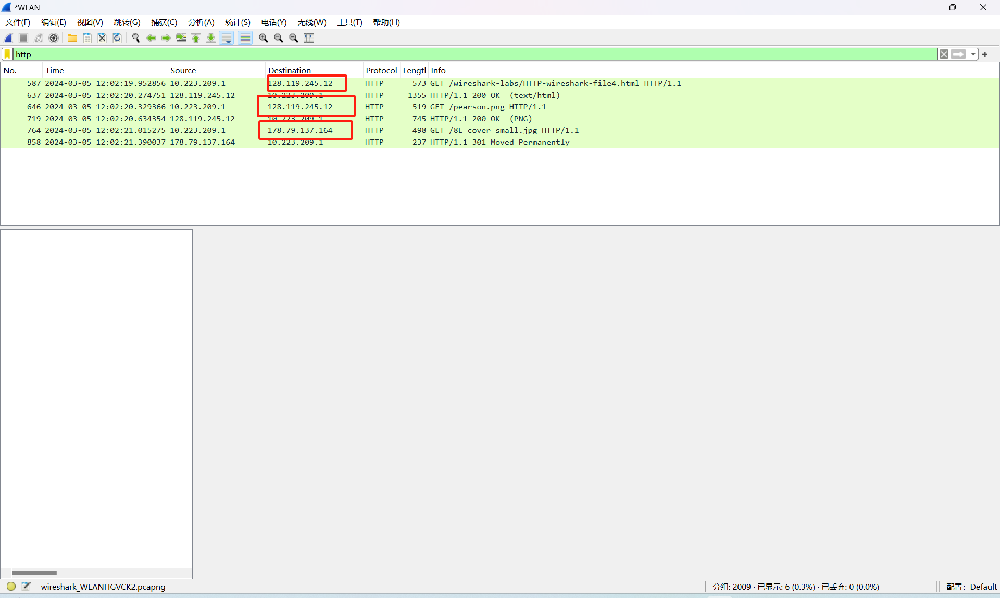 *WLAN
文件(F) 编辑(E) 视图(V) 跳转(G) 捕获(C) 分析(A) 统计(S) 电话(Y) 无线(W) 工具(T) 帮助(H)
http
No. Time Source Destination Protocol Length Info
587 2024-03-05 12:02:19.952856 10.223.209.1 128.119.245.12 HTTP 573 GET /wireshark-labs/HTTP-wireshark-file4.html HTTP/1.1
637 2024-03-05 12:02:20.274751 128.119.245.12 10.223.209.1 HTTP 1355 HTTP/1.1 200 OK (text/html)
646 2024-03-05 12:02:20.329366 10.223.209.1 128.119.245.12 HTTP 519 GET /pearson.png HTTP/1.1
719 2024-03-05 12:02:20.634354 128.119.245.12 10.223.209.1 HTTP 745 HTTP/1.1 200 OK (PNG)
764 2024-03-05 12:02:21.015275 10.223.209.1 178.79.137.164 HTTP 498 GET /8E_cover_small.jpg HTTP/1.1
858 2024-03-05 12:02:21.390037 178.79.137.164 10.223.209.1 HTTP 237 HTTP/1.1 301 Moved Permanently
wireshark_WLANHGVCK2.pcapng 分组: 2009 · 已显示: 6 (0.3%) · 已丢弃: 0 (0.0%) 配置: Default